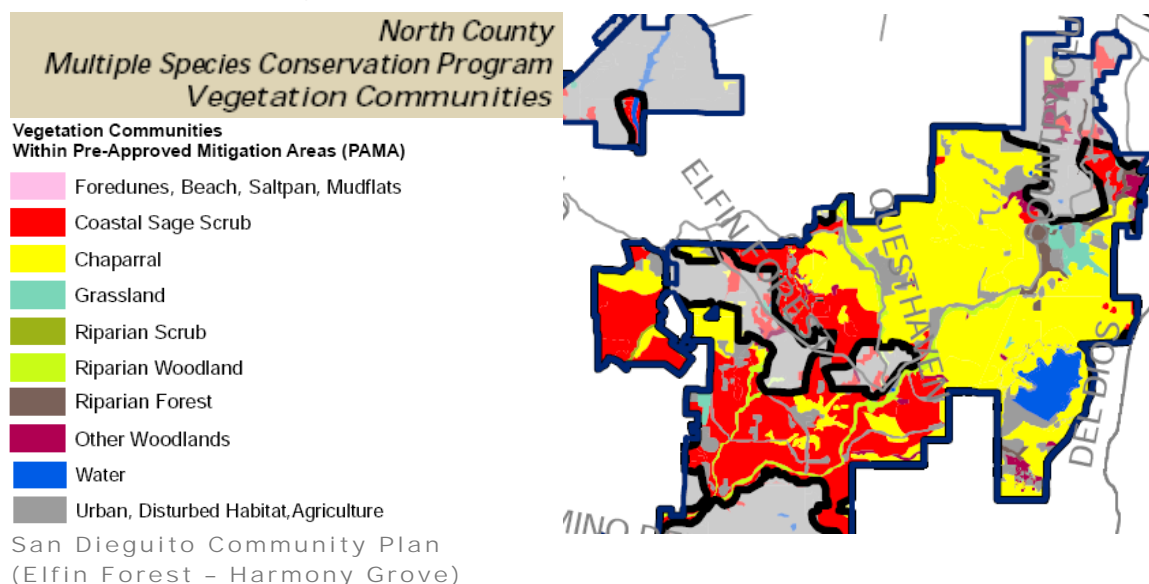 North County
Multiple Species Conservation Program
Vegetation Communities
Vegetation Communities
Within Pre-Approved Mitigation Areas (PAMA)
Foredunes, Beach, Saltpan, Mudflats
Coastal Sage Scrub
Chaparral
Grassland
Riparian Scrub
Riparian Woodland
Riparian Forest
Other Woodlands
Water
Urban, Disturbed Habitat,Agriculture
San Dieguito Community Plan
(Elfin Forest – Harmony Grove)
ELFIN FOREST
QUESTHAVEN
DEL DIOS